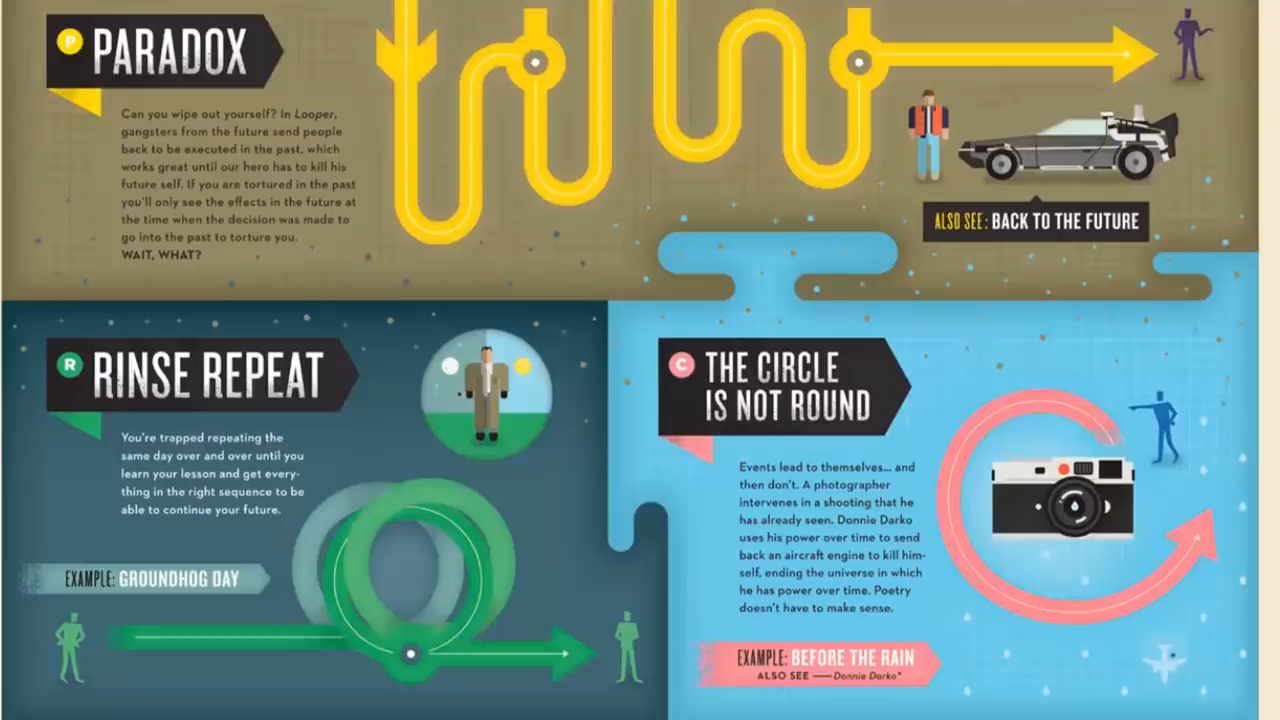 P PARADOX
Can you wipe out yourself? In Looper,
gangsters from the future send people
back to be executed in the past, which
works great until our hero has to kill his
future self. If you are tortured in the past
you'll only see the effects in the future at
the time when the decision was made to
go into the past to torture you.
WAIT, WHAT?
ALSO SEE: BACK TO THE FUTURE
R RINSE REPEAT
You're trapped repeating the
same day over and over until you
learn your lesson and get every-
thing in the right sequence to be
able to continue your future.
EXAMPLE: GROUNDHOG DAY
C THE CIRCLE
IS NOT ROUND
Events lead to themselves... and
then don't. A photographer
intervenes in a shooting that he
has already seen. Donnie Darko
uses his power over time to send
back an aircraft engine to kill him-
self, ending the universe in which
he has power over time. Poetry
doesn't have to make sense.
EXAMPLE: BEFORE THE RAIN
ALSO SEE — Donnie Darko*